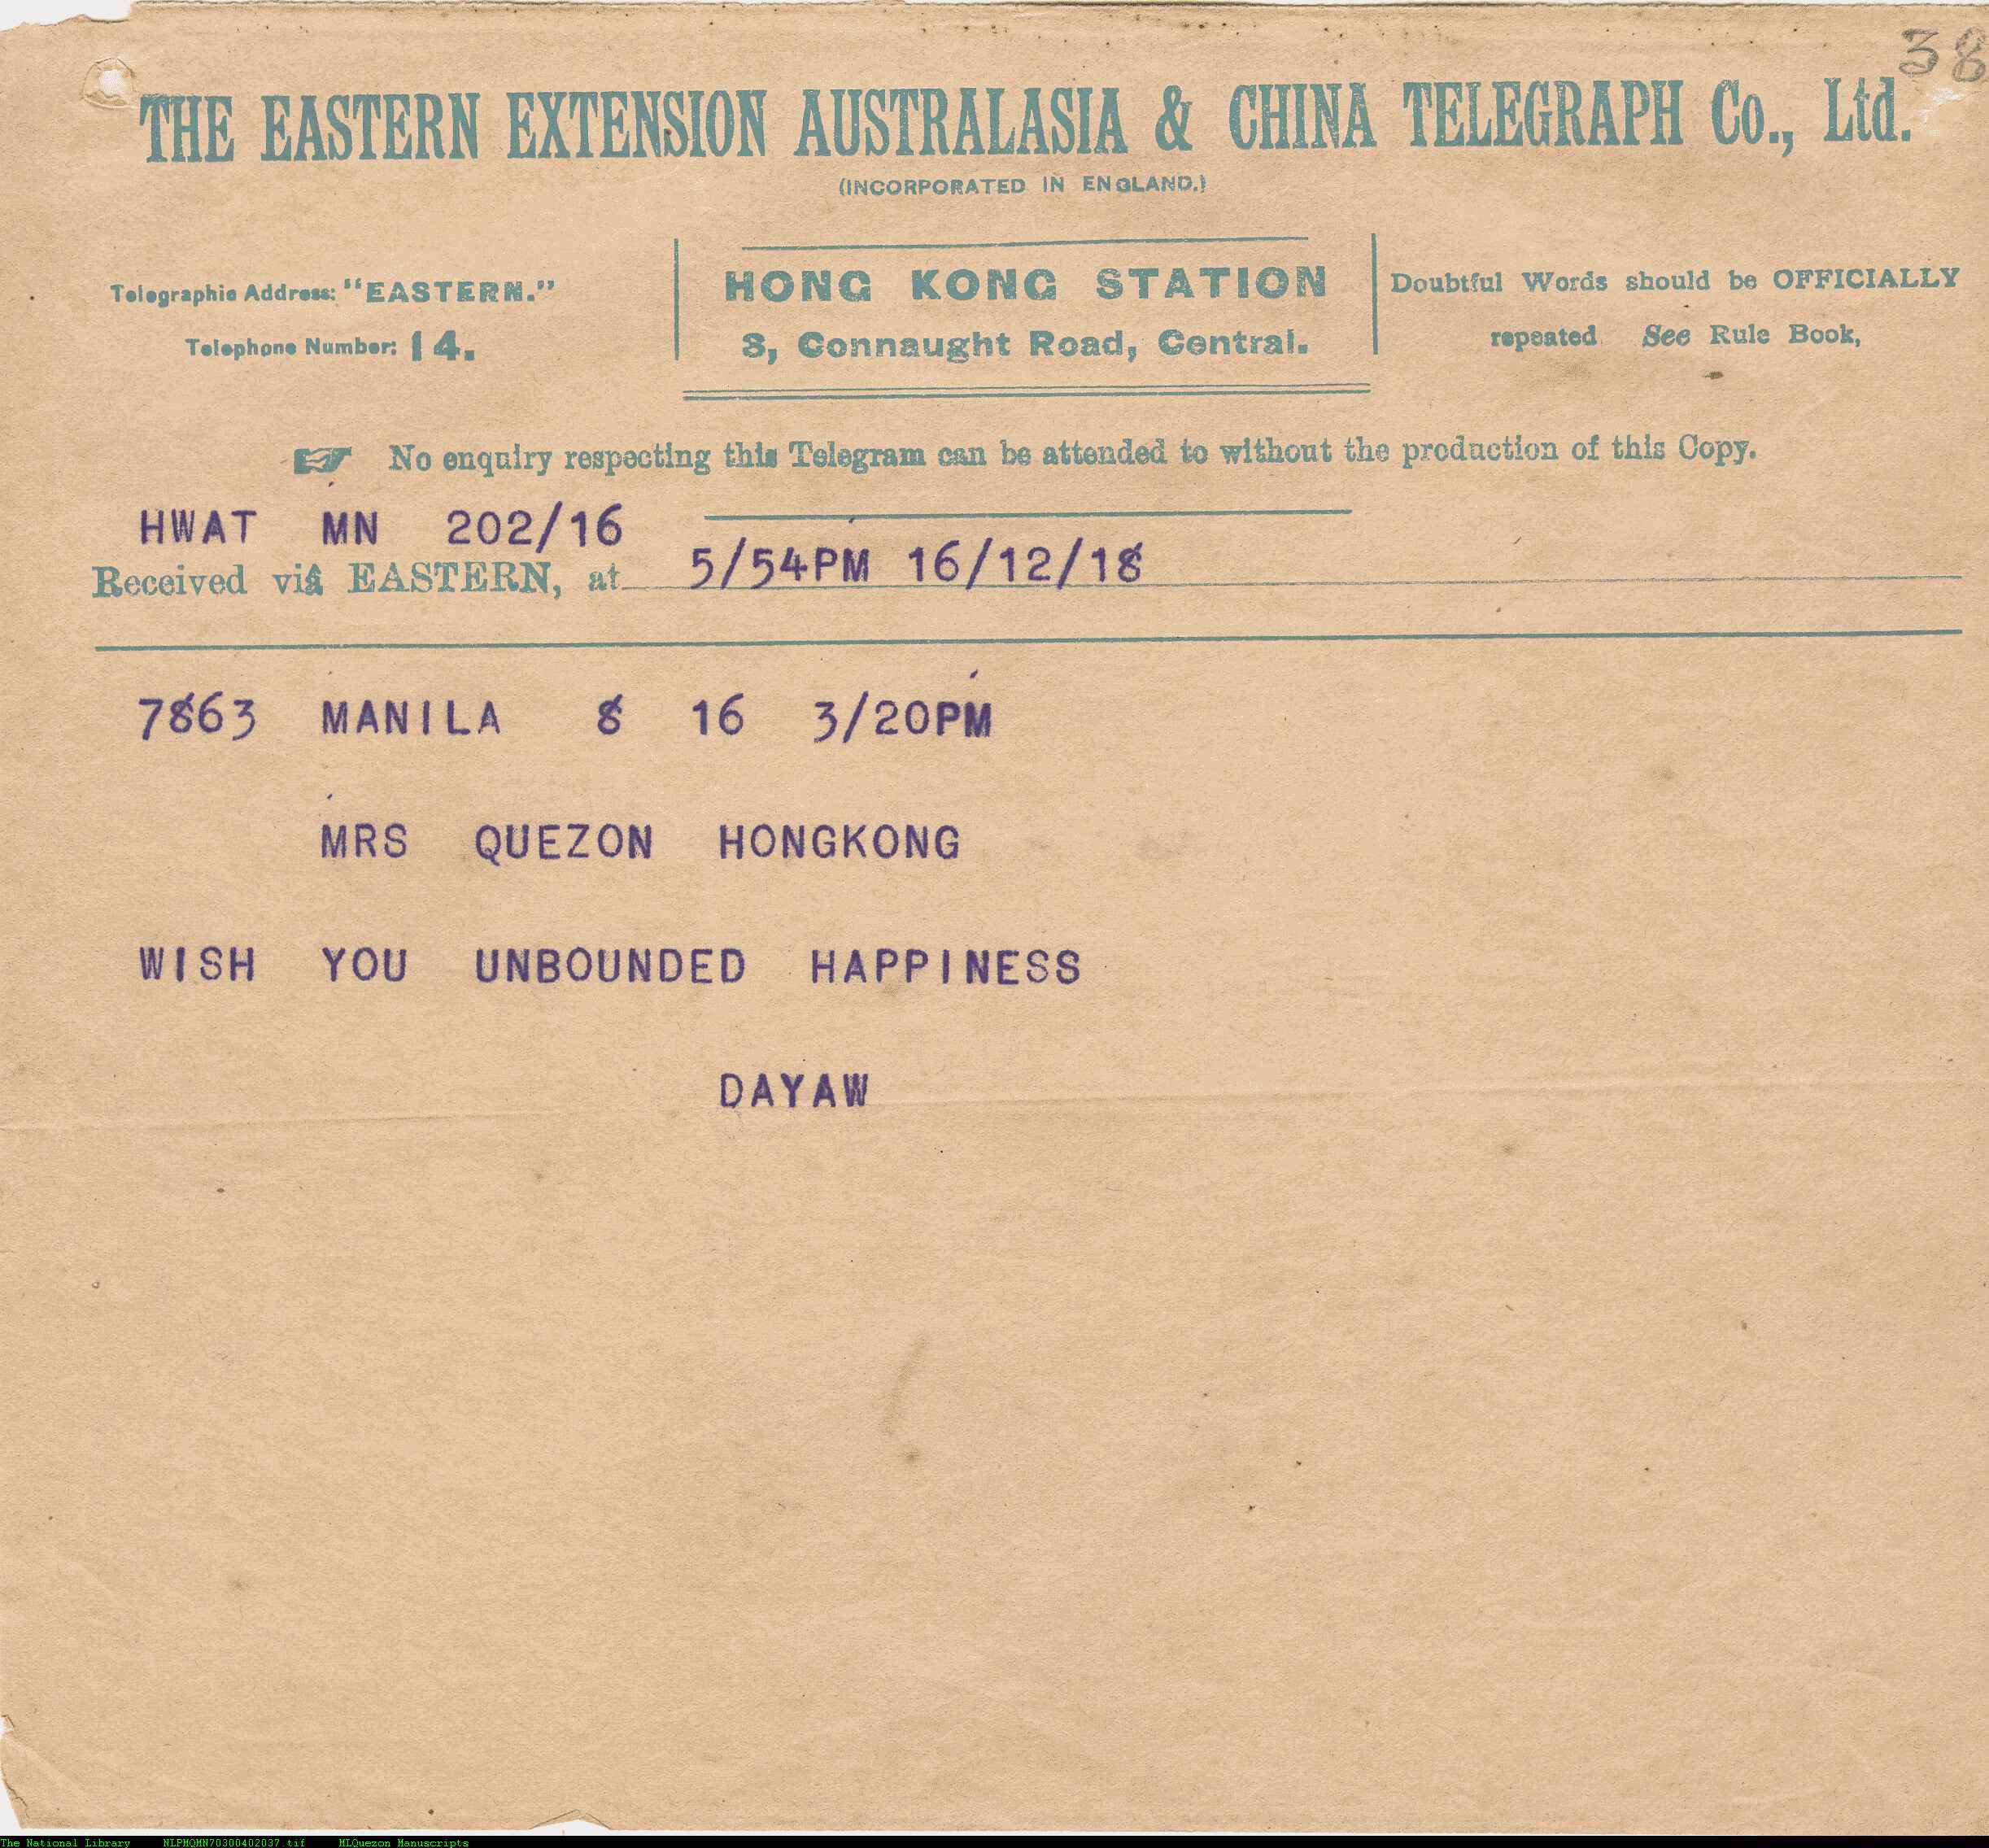 38
THE EASTERN EXTENSION AUSTRALASIA & CHINA TELEGRAPH Co., Ltd.
(INCORPORATED IN ENGLAND.)
Telegraphic Address: "EASTERN."
Telephone Number: 14.
HONG KONG STATION
3, Connaught Road, Central.
Doubtful Words should be OFFICIALLY
repeated See Rule Book,
No enquiry respecting this Telegram can be attended to without the production of this Copy.
HWAT MN 202/16
Received viâ EASTERN, at 5/54PM 16/12/18
7863 MANILA 8 16 3/20PM
MRS QUEZON HONGKONG
WISH YOU UNBOUNDED HAPPINESS
DAYAW
The National Library NLPMQMN70300402037.tif MLQuezon Manuscripts